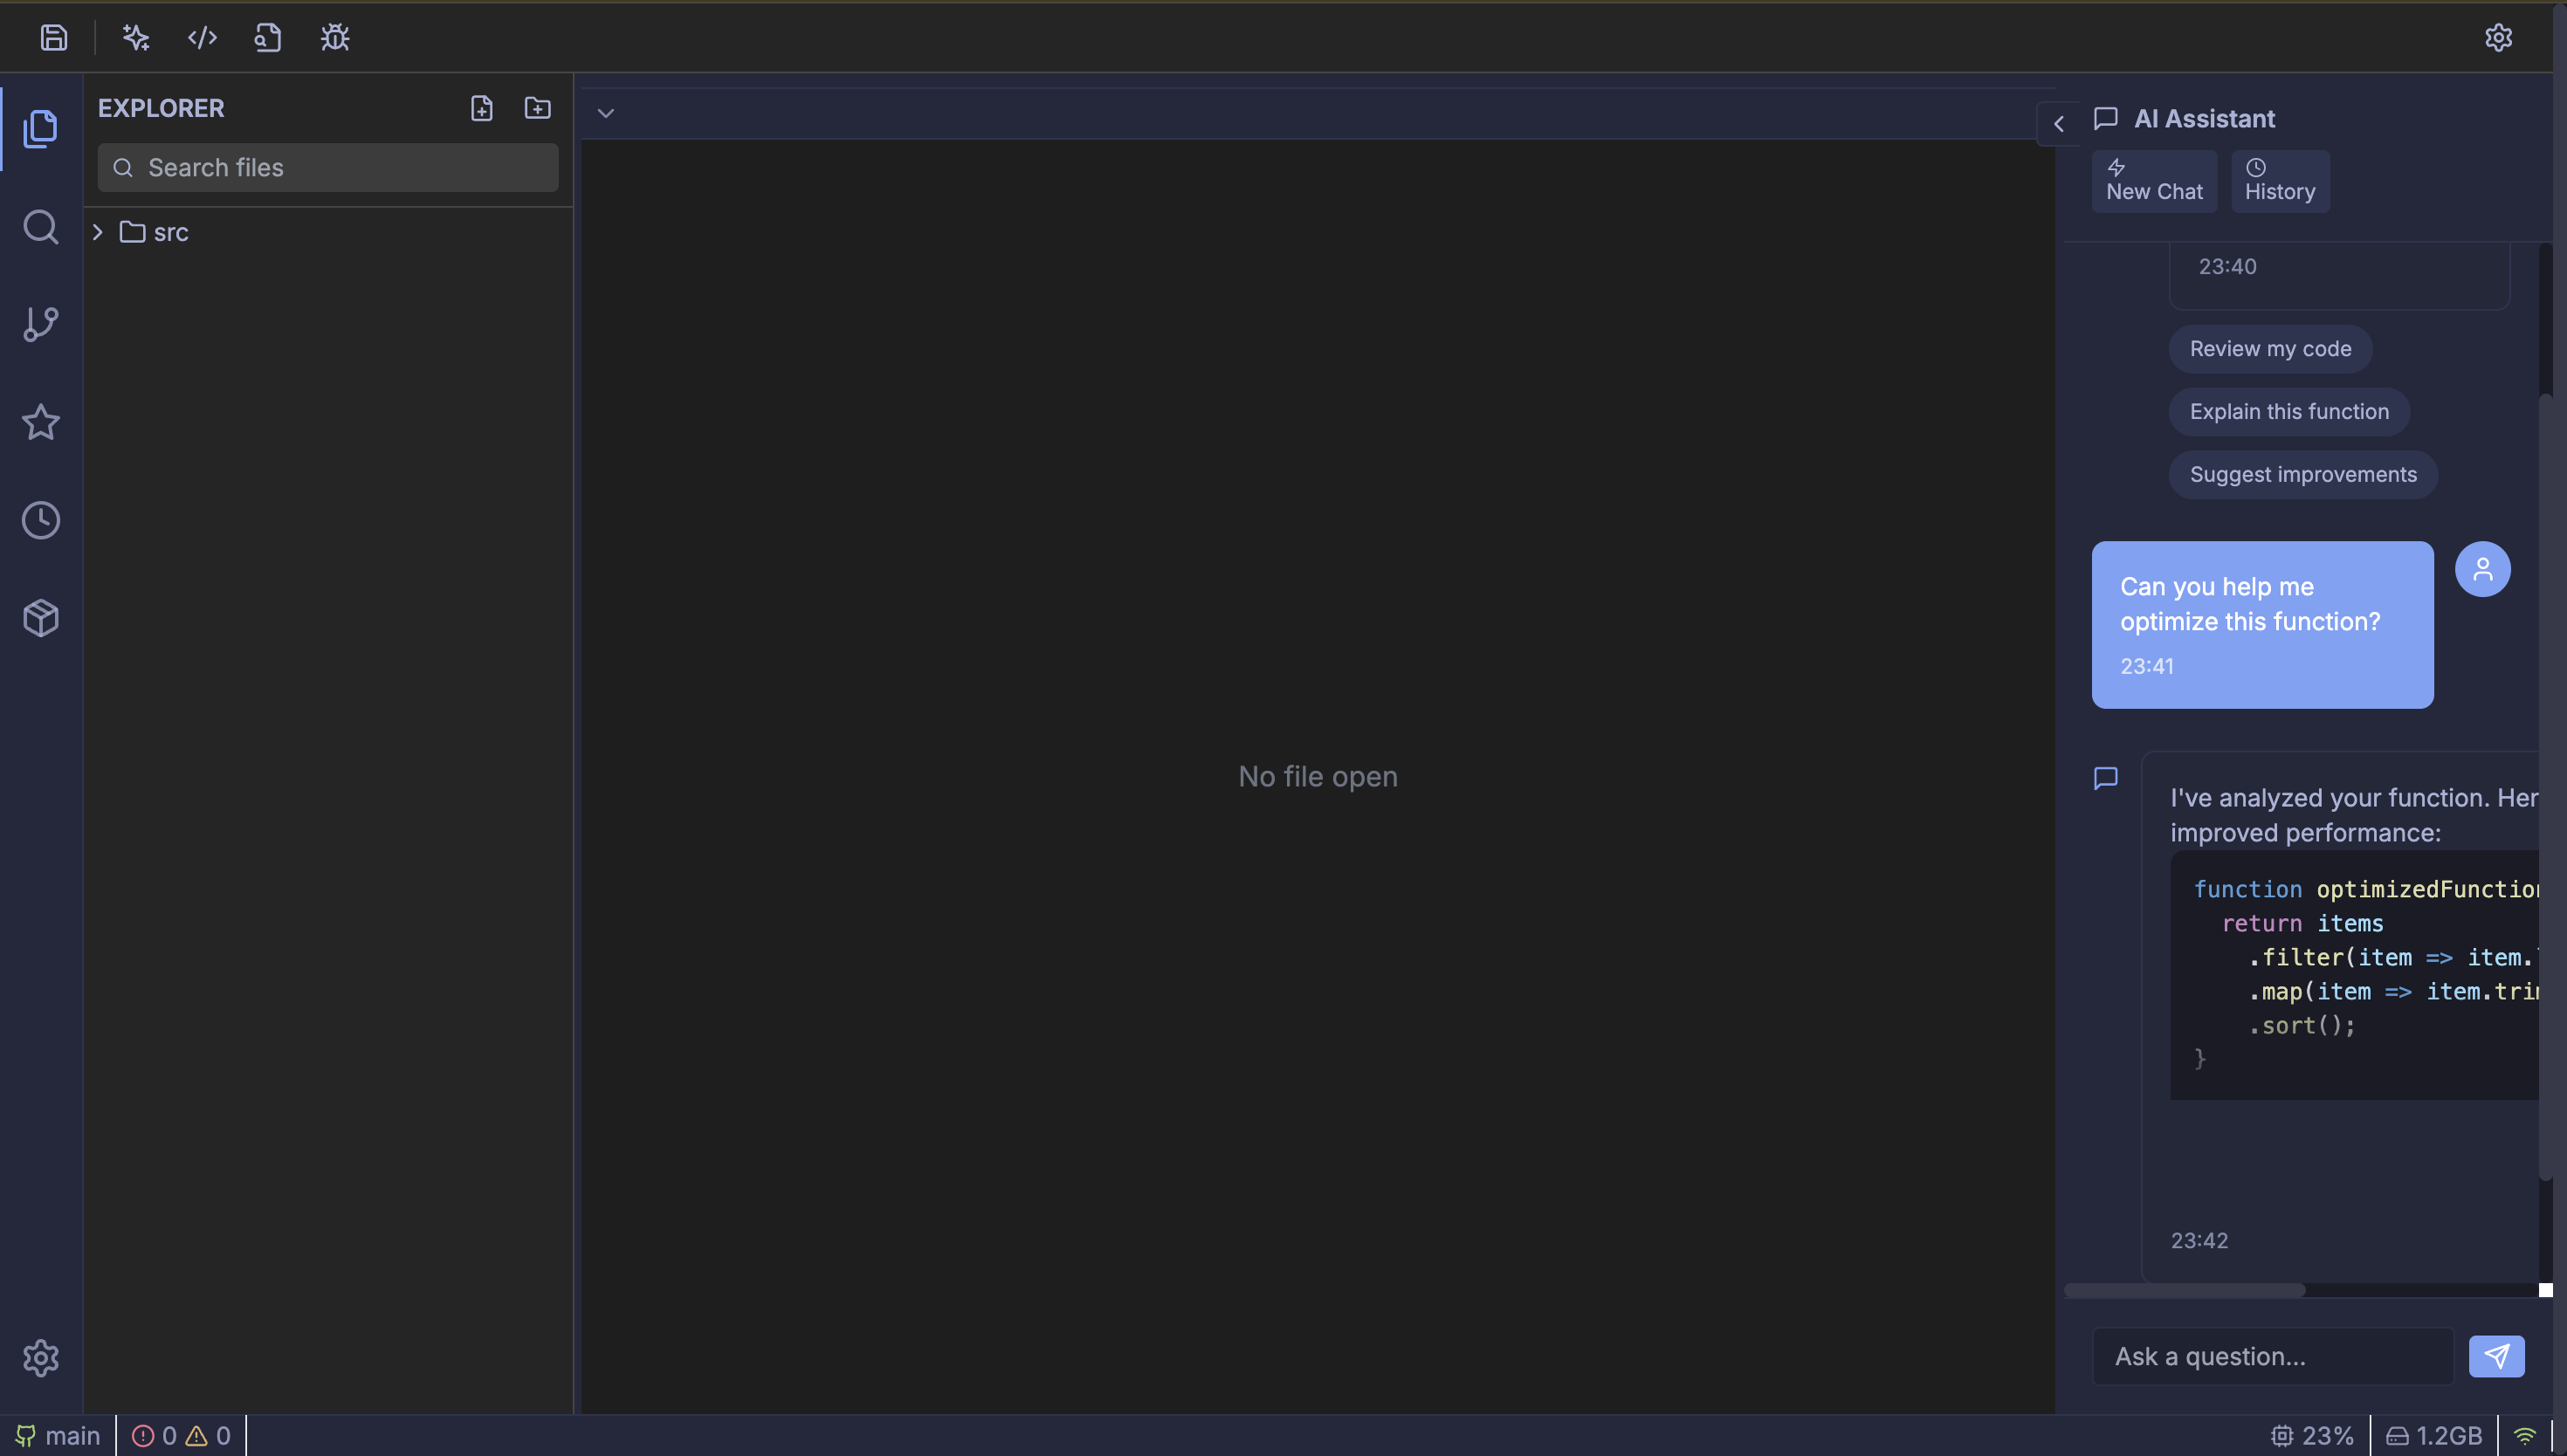 EXPLORER
Search files
src
No file open
AI Assistant
New Chat
History
23:40
Review my code
Explain this function
Suggest improvements
Can you help me
optimize this function?
23:41
I've analyzed your function. Her
improved performance:
function optimizedFunction
return items
.filter(item => item.
.map(item => item.trim
.sort();
}
23:42
Ask a question...
main
0
0
23%
1.2GB